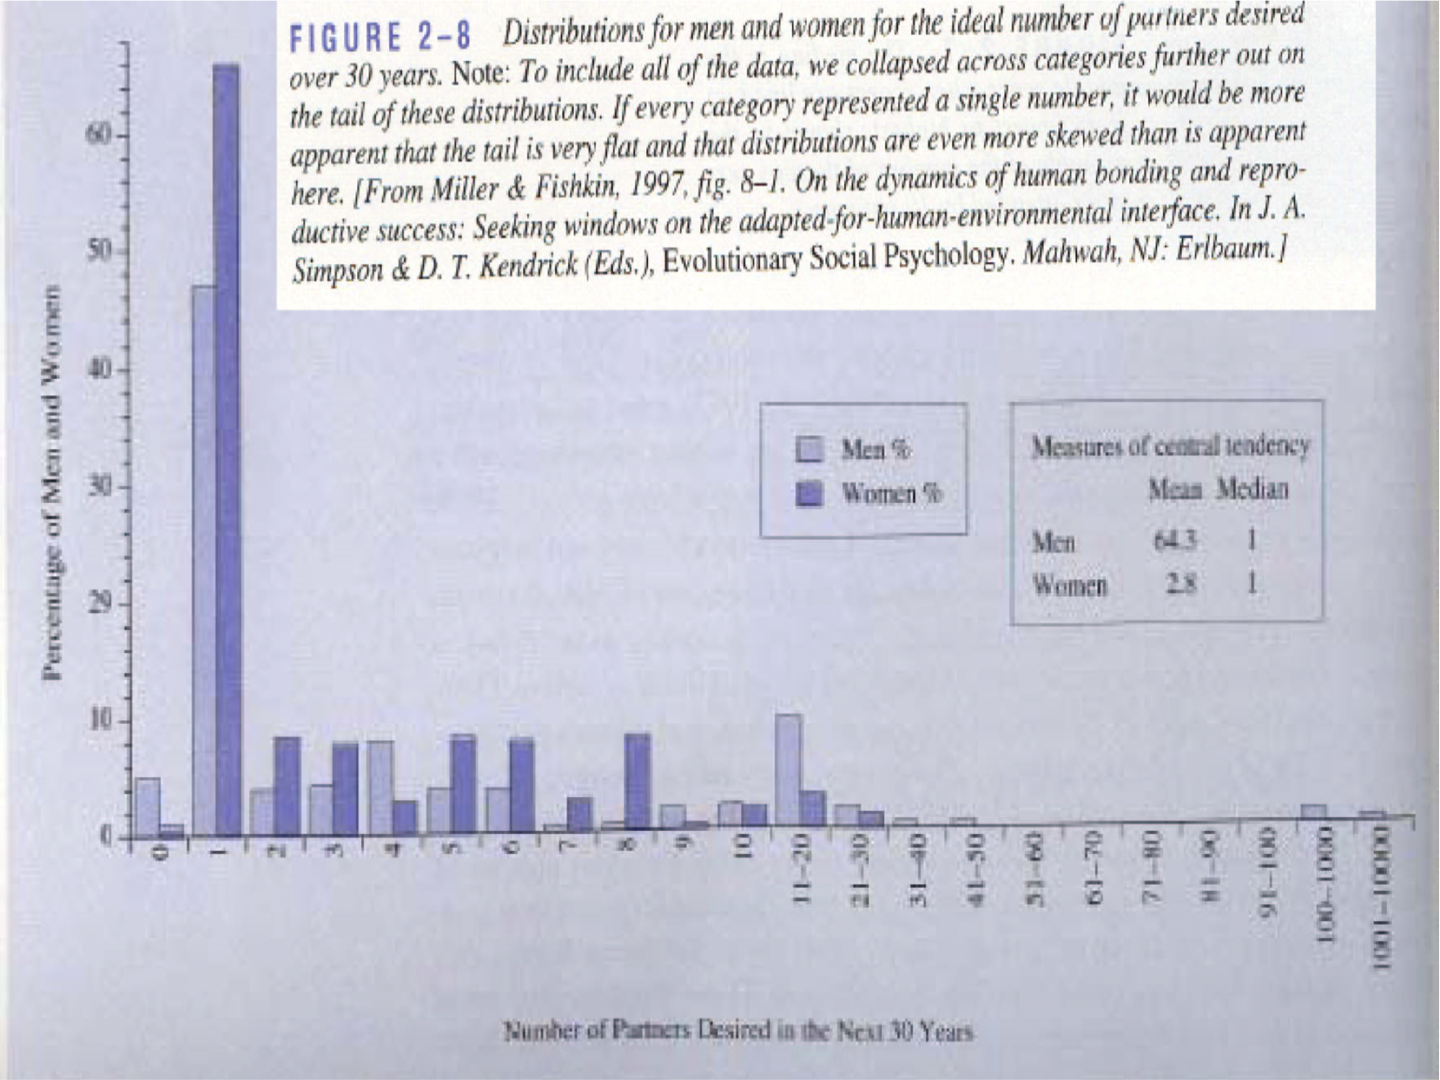 FIGURE 2–8 Distributions for men and women for the ideal number of partners desired
over 30 years. Note: To include all of the data, we collapsed across categories further out on
the tail of these distributions. If every category represented a single number, it would be more
apparent that the tail is very flat and that distributions are even more skewed than is apparent
here. [From Miller & Fishkin, 1997, fig. 8–1. On the dynamics of human bonding and repro-
ductive success: Seeking windows on the adapted-for-human-environmental interface. In J. A.
Simpson & D. T. Kendrick (Eds.), Evolutionary Social Psychology. Mahwah, NJ: Erlbaum.]
Percentage of Men and Women
60
50
40
30
29
10
0
Men %
Women %
Measures of central tendency
Mean Median
Men 64.3 1
Women 2.8 1
0 1 2 3 4 5 6 7 8 9 10 11–20 21–30 31–40 41–50 51–60 61–70 71–80 81–90 91–100 100–1000 1001–10000
Number of Partners Desired in the Next 30 Years